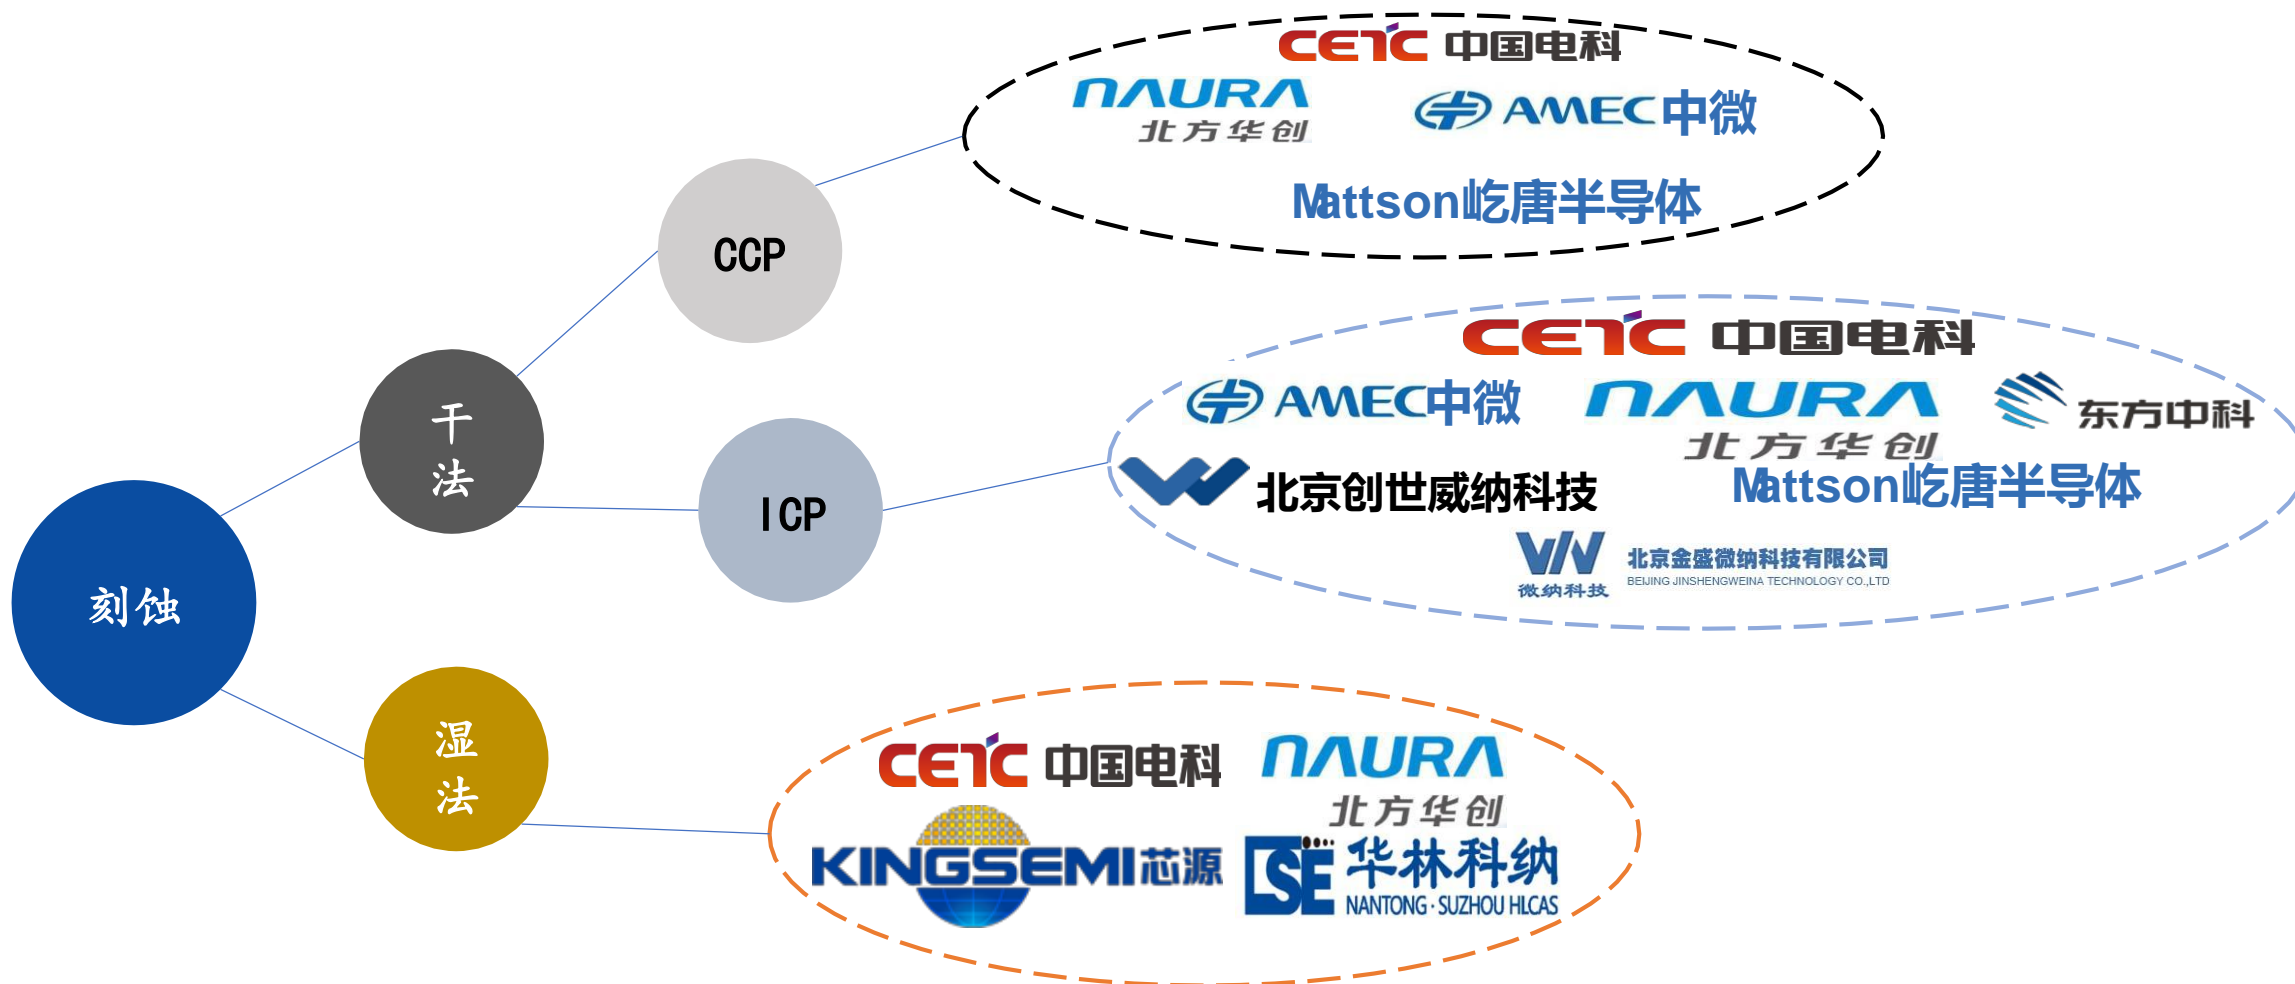 CETC 中国电科
NAURA
北方华创
AMEC中微
Mattson屹唐半导体
CCP
CETC 中国电科
AMEC中微
NAURA
北方华创
东方中科
干
法
北京创世威纳科技
Mattson屹唐半导体
ICP
微纳科技
北京金盛微纳科技有限公司
BEIJING JINSHENGWEINA TECHNOLOGY CO.,LTD
刻蚀
湿
法
CETC 中国电科
NAURA
北方华创
KINGSEMI芯源
CSE 华林科纳
NANTONG·SUZHOU HLCAS